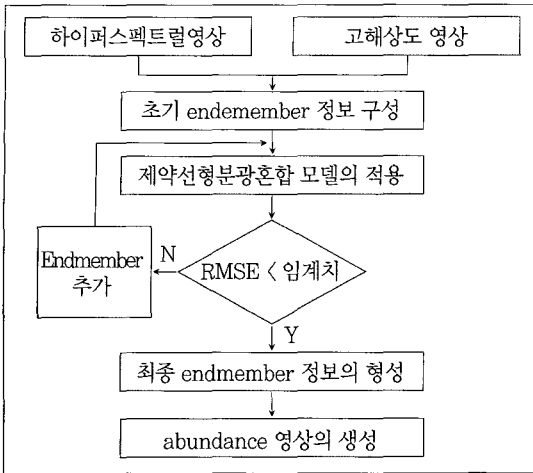 하이퍼스펙트럴영상
고해상도 영상
초기 endemember 정보 구성
제약선형분광혼합 모델의 적용
Endmember
추가
N
RMSE < 임계치
Y
최종 endmember 정보의 형성
abundance 영상의 생성